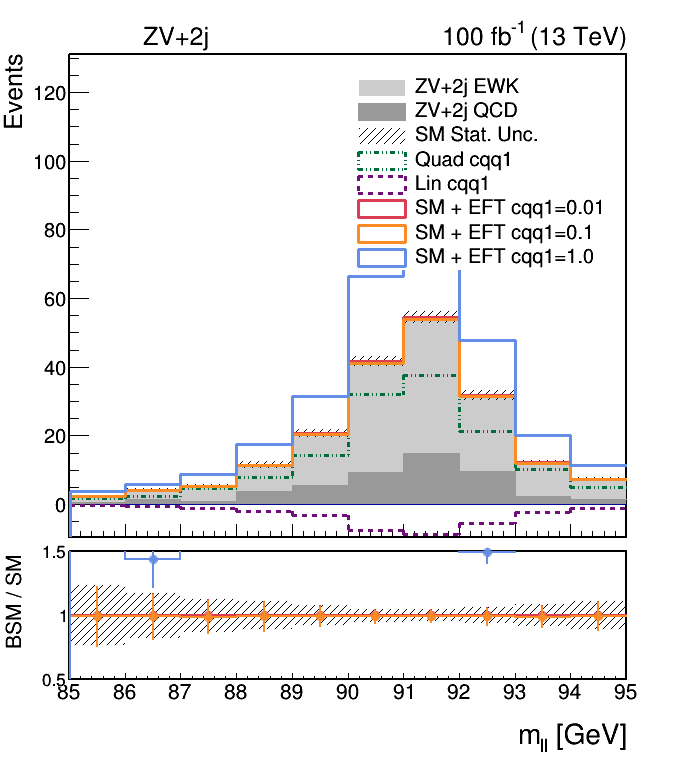 ZV+2j 100 fb⁻¹ (13 TeV)
Events
120
100
80
60
40
20
0
ZV+2j EWK
ZV+2j QCD
SM Stat. Unc.
Quad cqq1
Lin cqq1
SM + EFT cqq1=0.01
SM + EFT cqq1=0.1
SM + EFT cqq1=1.0
BSM / SM
1.5
1
0.5
85 86 87 88 89 90 91 92 93 94 95
m_ll [GeV]